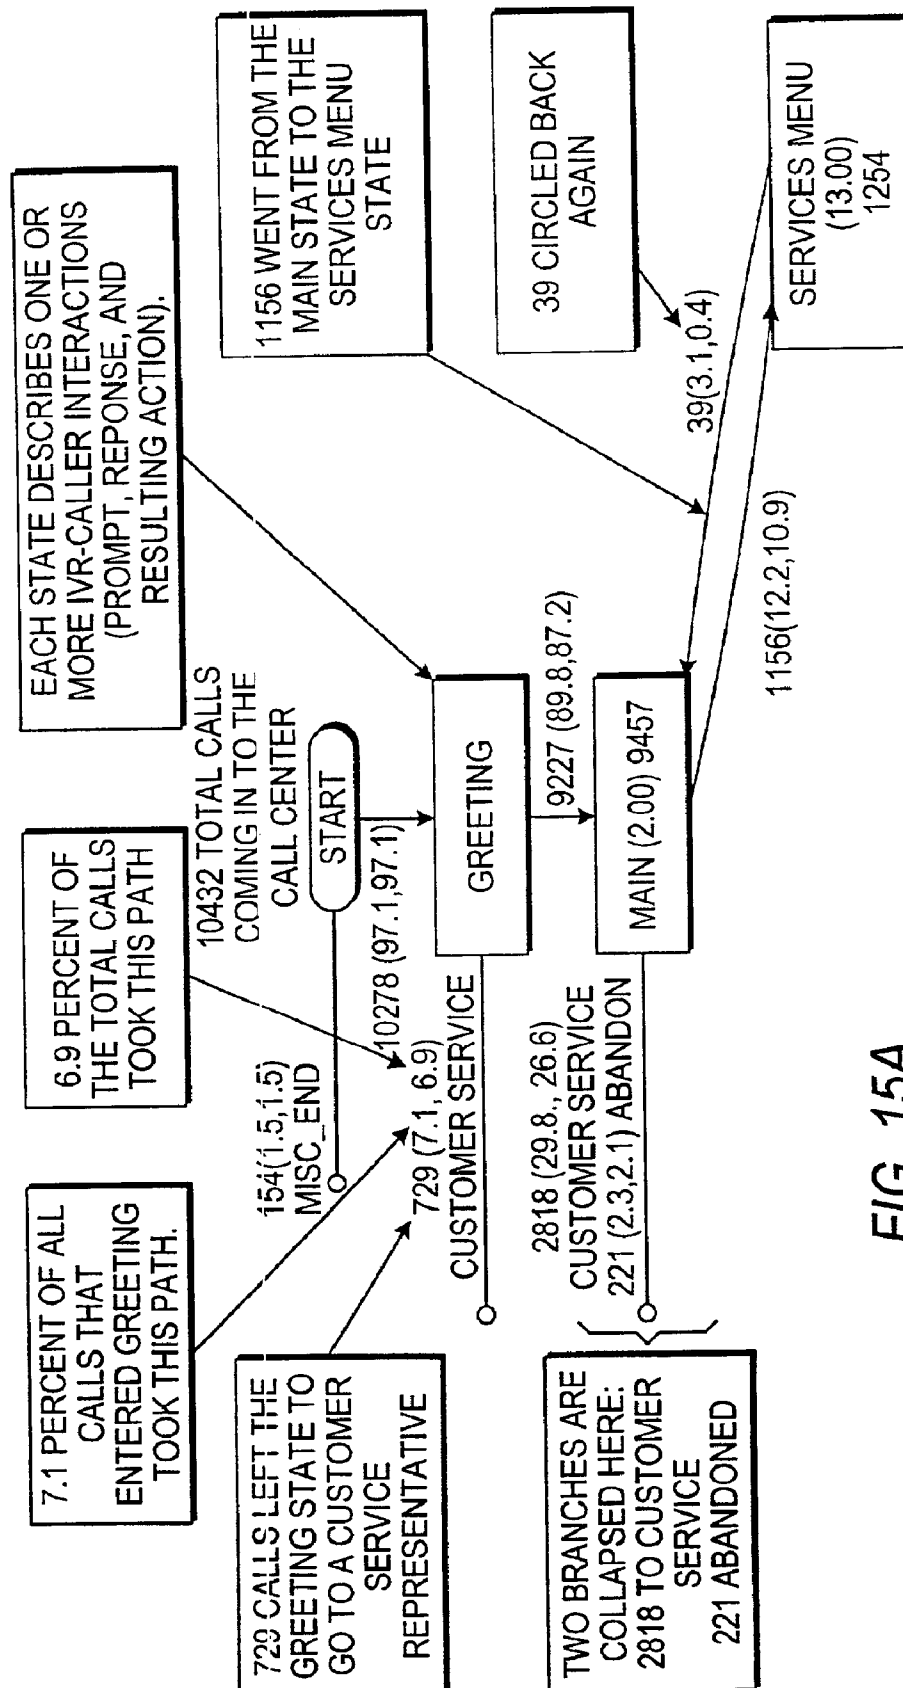 7.1 PERCENT OF ALL
CALLS THAT
ENTERED GREETING
TOOK THIS PATH.
6.9 PERCENT OF
THE TOTAL CALLS
TOOK THIS PATH
EACH STATE DESCRIBES ONE OR
MORE IVR-CALLER INTERACTIONS
(PROMPT, REPONSE, AND
RESULTING ACTION).
10432 TOTAL CALLS
COMING IN TO THE
CALL CENTER
154(1.5,1.5)
MISC_END
START
10278 (97.1,97.1)
729 CALLS LEFT THE
GREETING STATE TO
GO TO A CUSTOMER
SERVICE
REPRESENTATIVE
729 (7.1, 6.9)
CUSTOMER SERVICE
GREETING
1156 WENT FROM THE
MAIN STATE TO THE
SERVICES MENU
STATE
9227 (89.8,87.2)
39 CIRCLED BACK
AGAIN
TWO BRANCHES ARE
COLLAPSED HERE:
2818 TO CUSTOMER
SERVICE
221 ABANDONED
2818 (29.8., 26.6)
CUSTOMER SERVICE
221 (2.3,2.1) ABANDON
MAIN (2.00) 9457
39(3.1,0.4)
1156(12.2,10.9)
SERVICES MENU
(13.00)
1254
FIG. 15A